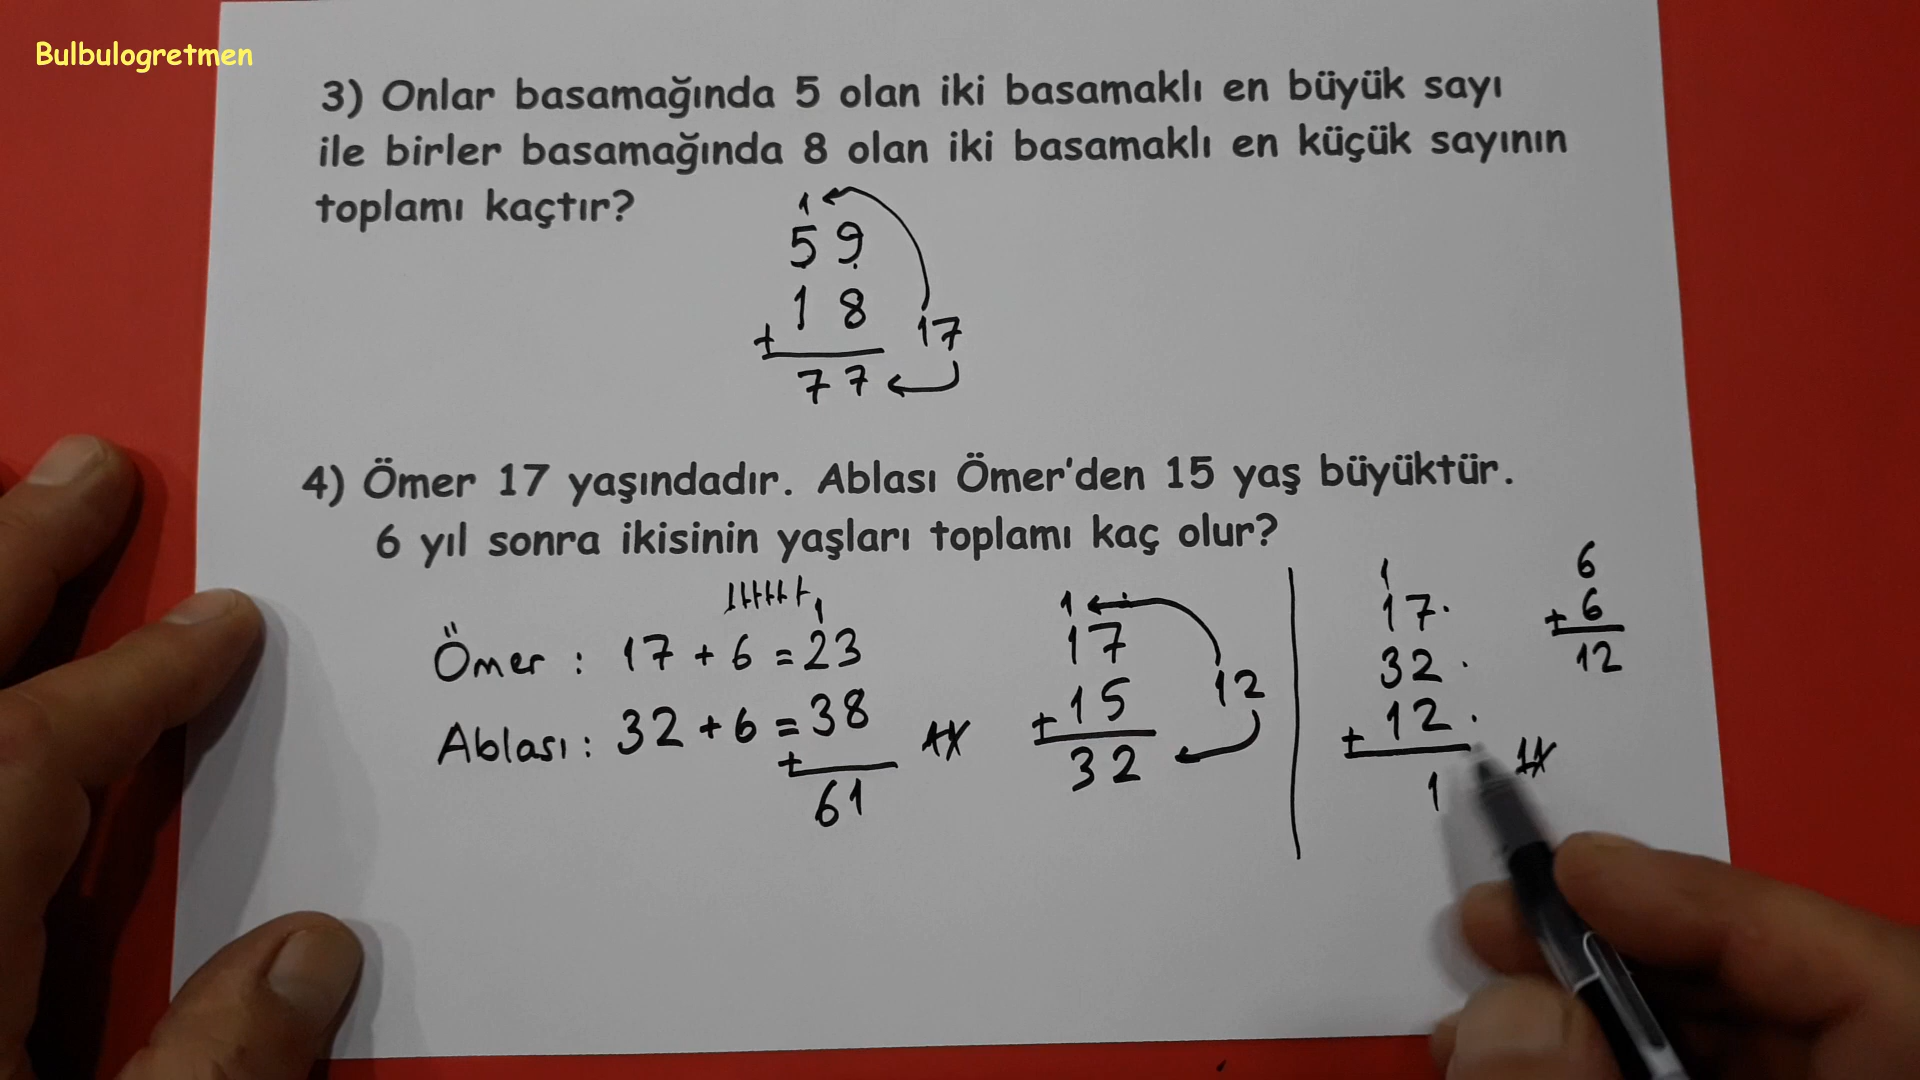 Bulbulogretmen
3) Onlar basamağında 5 olan iki basamaklı en büyük sayı
ile birler basamağında 8 olan iki basamaklı en küçük sayının
toplamı kaçtır?
1
59
18
+
17
77
4) Ömer 17 yaşındadır. Ablası Ömer'den 15 yaş büyüktür.
6 yıl sonra ikisinin yaşları toplamı kaç olur?
1
Ömer : 17 + 6 = 23
Ablası : 32 + 6 = 38
+
61
1
17
+ 15
12
32
1
17.
32.
+ 12.
1
6
+ 6
12